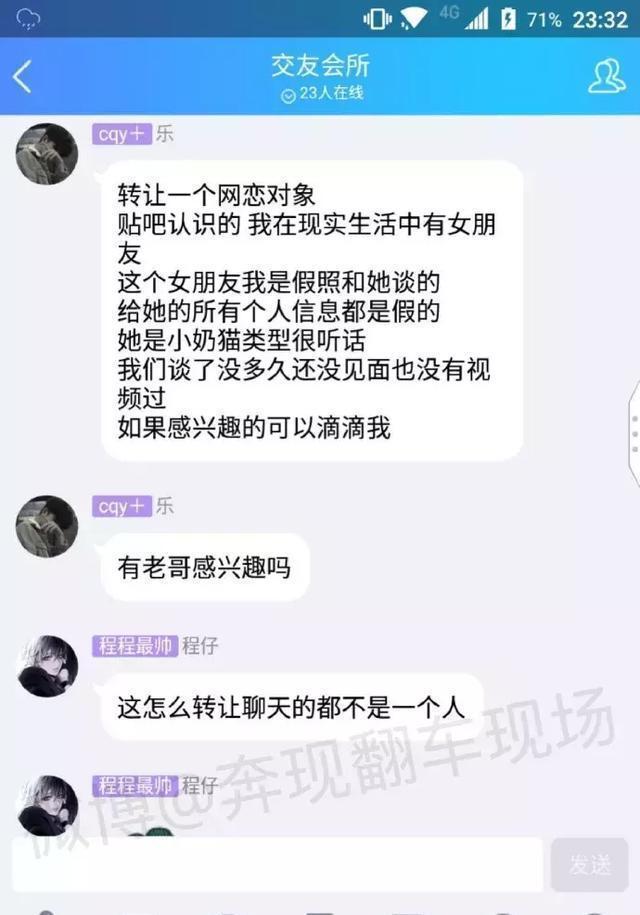 4G 71% 23:32
交友会所
23人在线
cqy十 乐
转让一个网恋对象
贴吧认识的 我在现实生活中有女朋
友
这个女朋友我是假照和她谈的
给她的所有个人信息都是假的
她是小奶猫类型很听话
我们谈了没多久还没见面也没有视
频过
如果感兴趣的可以滴滴我
cqy十 乐
有老哥感兴趣吗
程程最帅 程仔
这怎么转让聊天的都不是一个人
程程最帅 程仔
微博@奔现翻车现场
发送